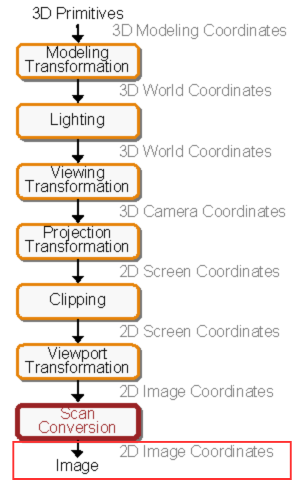 3D Primitives
3D Modeling Coordinates
Modeling
Transformation
3D World Coordinates
Lighting
3D World Coordinates
Viewing
Transformation
3D Camera Coordinates
Projection
Transformation
2D Screen Coordinates
Clipping
2D Screen Coordinates
Viewport
Transformation
2D Image Coordinates
Scan
Conversion
2D Image Coordinates
Image